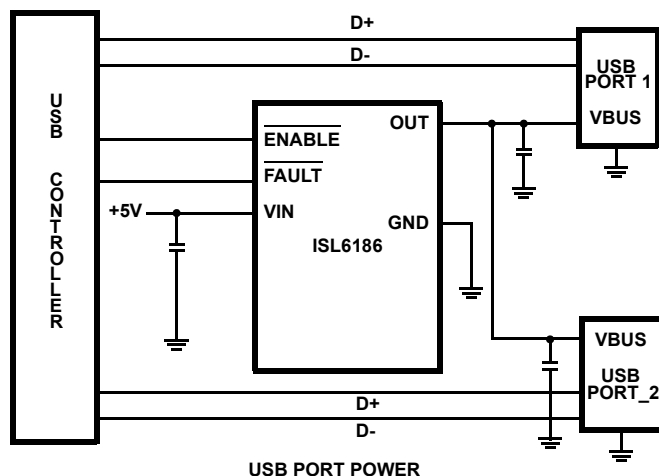 D+
D-
USB
PORT 1
VBUS
USB CONTROLLER
OUT
ENABLE
FAULT
+5V
VIN
GND
ISL6186
VBUS
USB
PORT_2
D+
D-
USB PORT POWER